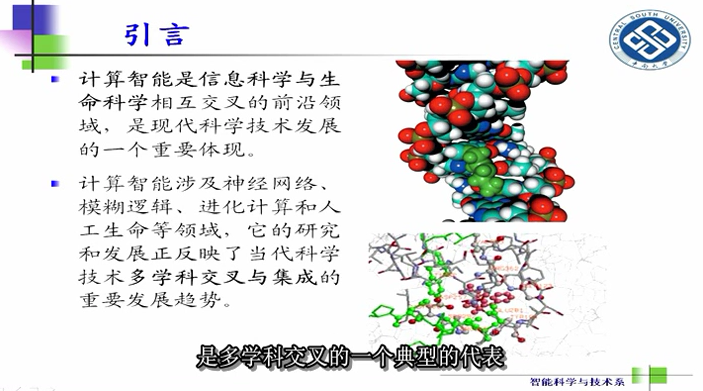 引言
CENTRAL SOUTH UNIVERSITY
中南大学
计算智能是信息科学与生
命科学相互交叉的前沿领
域，是现代科学技术发展
的一个重要体现。
计算智能涉及神经网络、
模糊逻辑、进化计算和人
工生命等领域，它的研究
和发展正反映了当代科学
技术多学科交叉与集成的
重要发展趋势。
是多学科交叉的一个典型的代表
智能科学与技术系